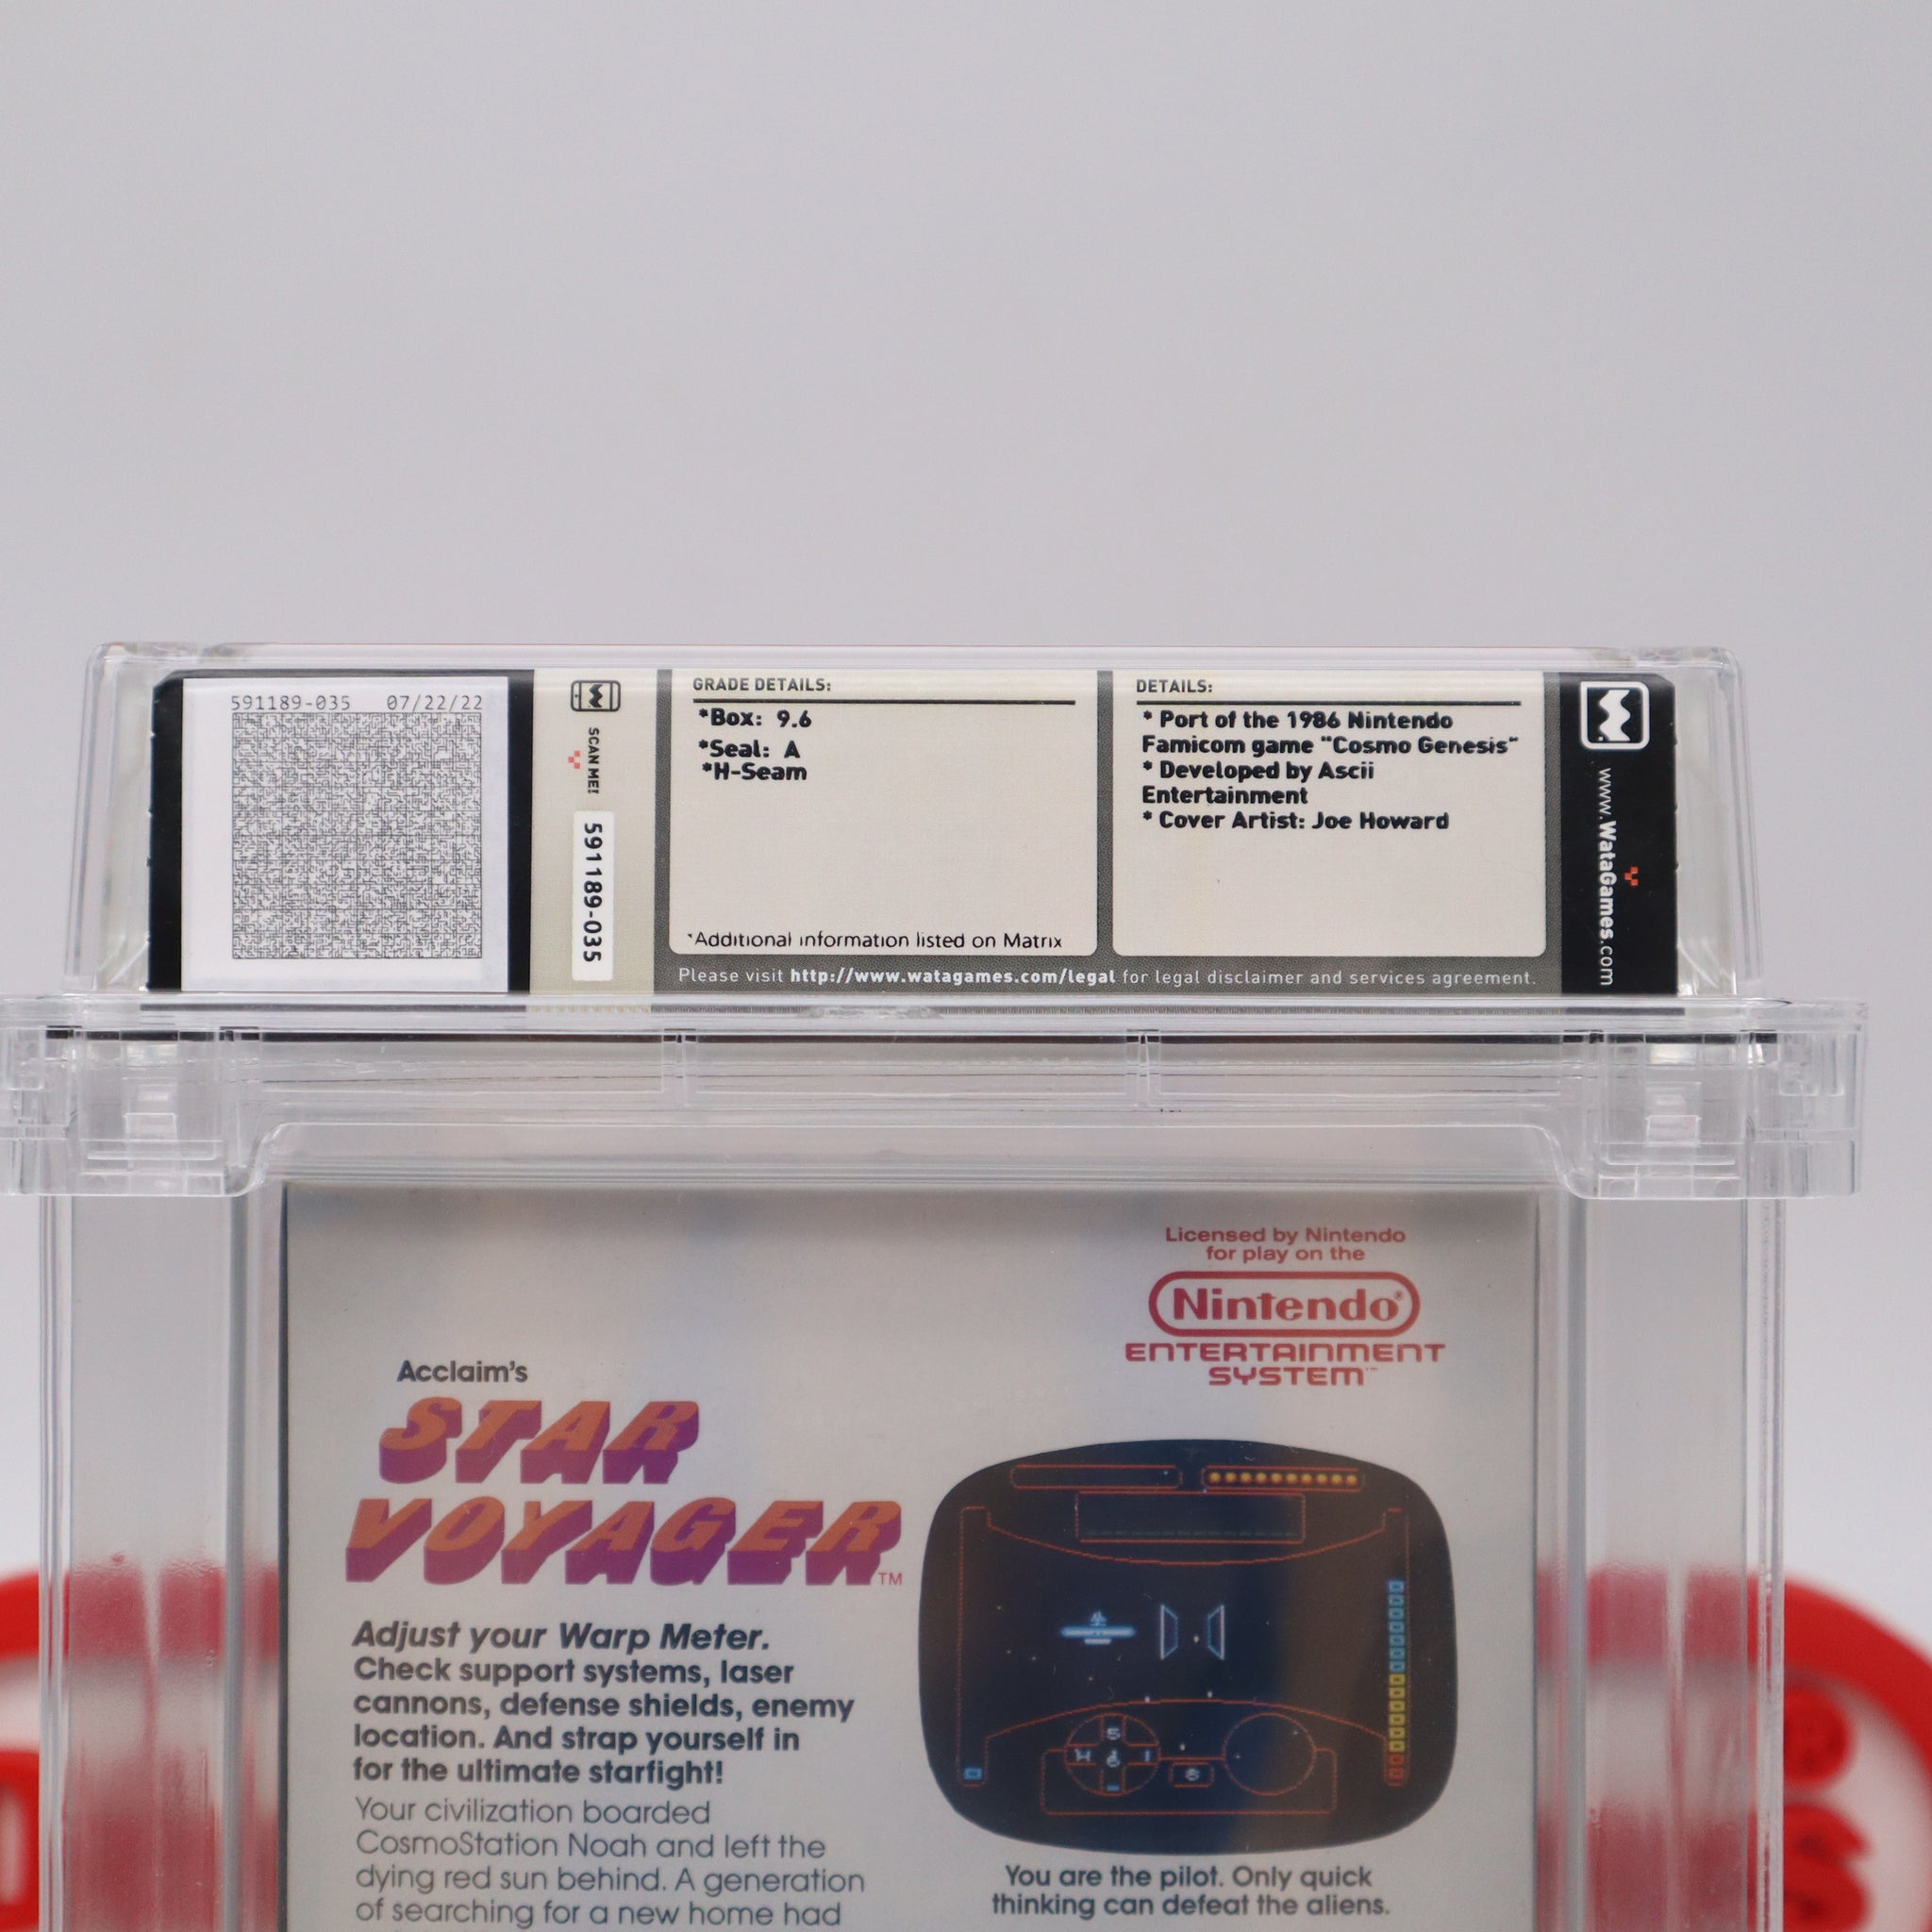 591189-035 07/22/22
SCAN ME!
591189-035
GRADE DETAILS:
*Box: 9.6
*Seal: A
*H-Seam
*Additional information listed on Matrix
DETAILS:
* Port of the 1986 Nintendo
Famicom game "Cosmo Genesis"
* Developed by Ascii
Entertainment
* Cover Artist: Joe Howard
Please visit http://www.watagames.com/legal for legal disclaimer and services agreement.
www.WataGames.com
Licensed by Nintendo
for play on the
Nintendo®
ENTERTAINMENT
SYSTEM™
Acclaim's
STAR
VOYAGER™
Adjust your Warp Meter.
Check support systems, laser
cannons, defense shields, enemy
location. And strap yourself in
for the ultimate starfight!
Your civilization boarded
CosmoStation Noah and left the
dying red sun behind. A generation
of searching for a new home had
You are the pilot. Only quick
thinking can defeat the aliens.